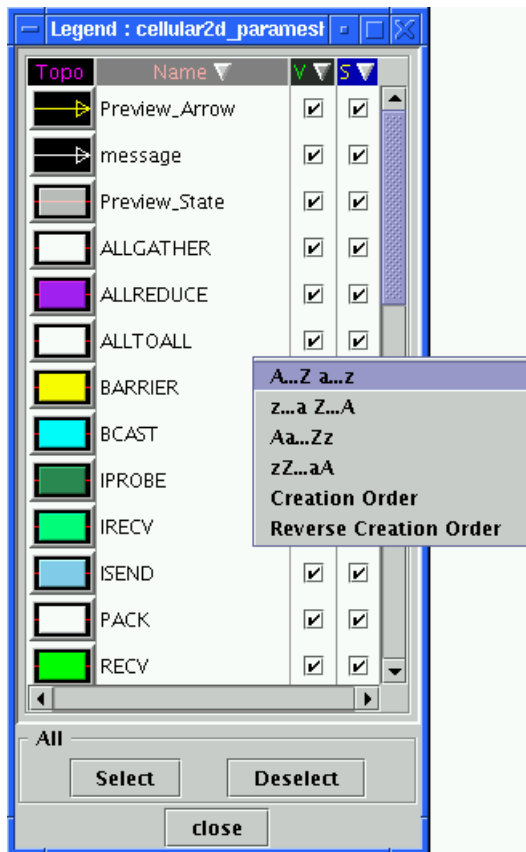 Legend : cellular2d_paramesh
Topo Name V S
Preview_Arrow
message
Preview_State
ALLGATHER
ALLREDUCE
ALLTOALL
BARRIER
BCAST
IPROBE
IRECV
ISEND
PACK
RECV
A...Z a...z
z...a Z...A
Aa...Zz
zZ...aA
Creation Order
Reverse Creation Order
All
Select Deselect
close